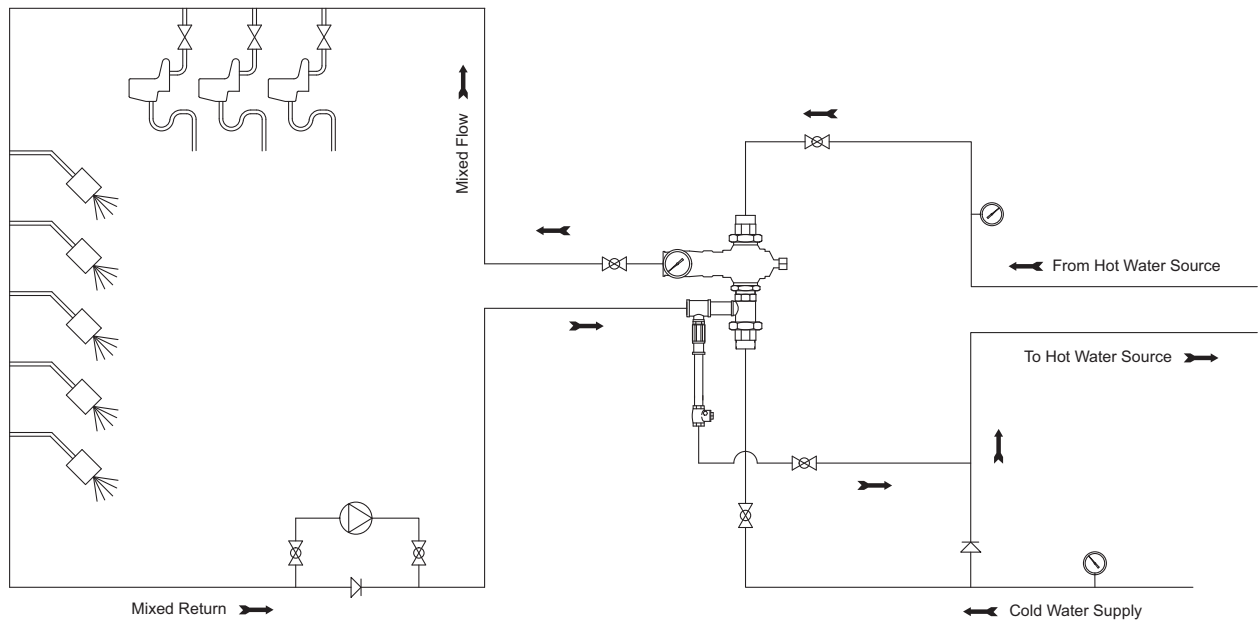 Mixed Flow
From Hot Water Source
To Hot Water Source
Mixed Return
Cold Water Supply